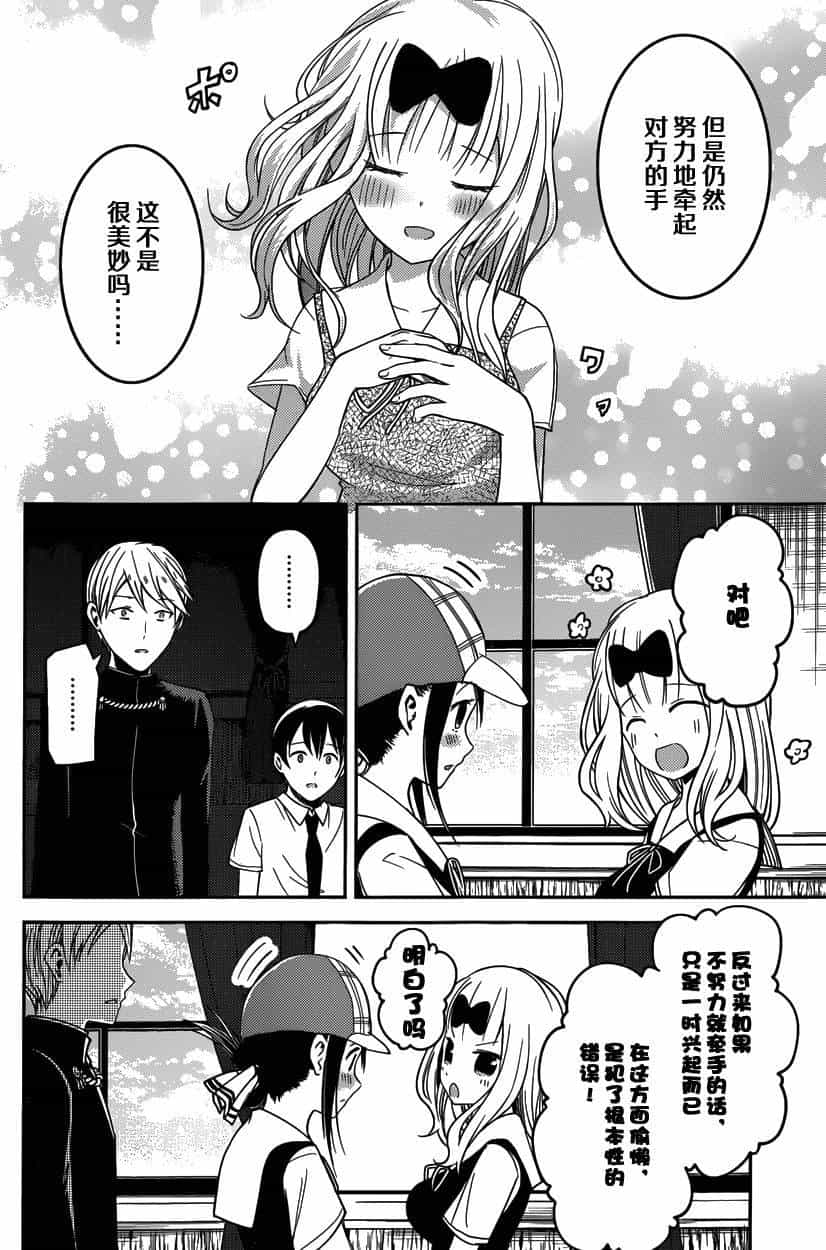 但是仍然
努力地牵起
对方的手
ポ
ワッ
这不是
很美妙吗……
对吧
………
………
反过来如果
不努力就牵手的话，
只是一时兴起而已
在这方面偷懒，
是犯了根本性的
错误！
明白了吗